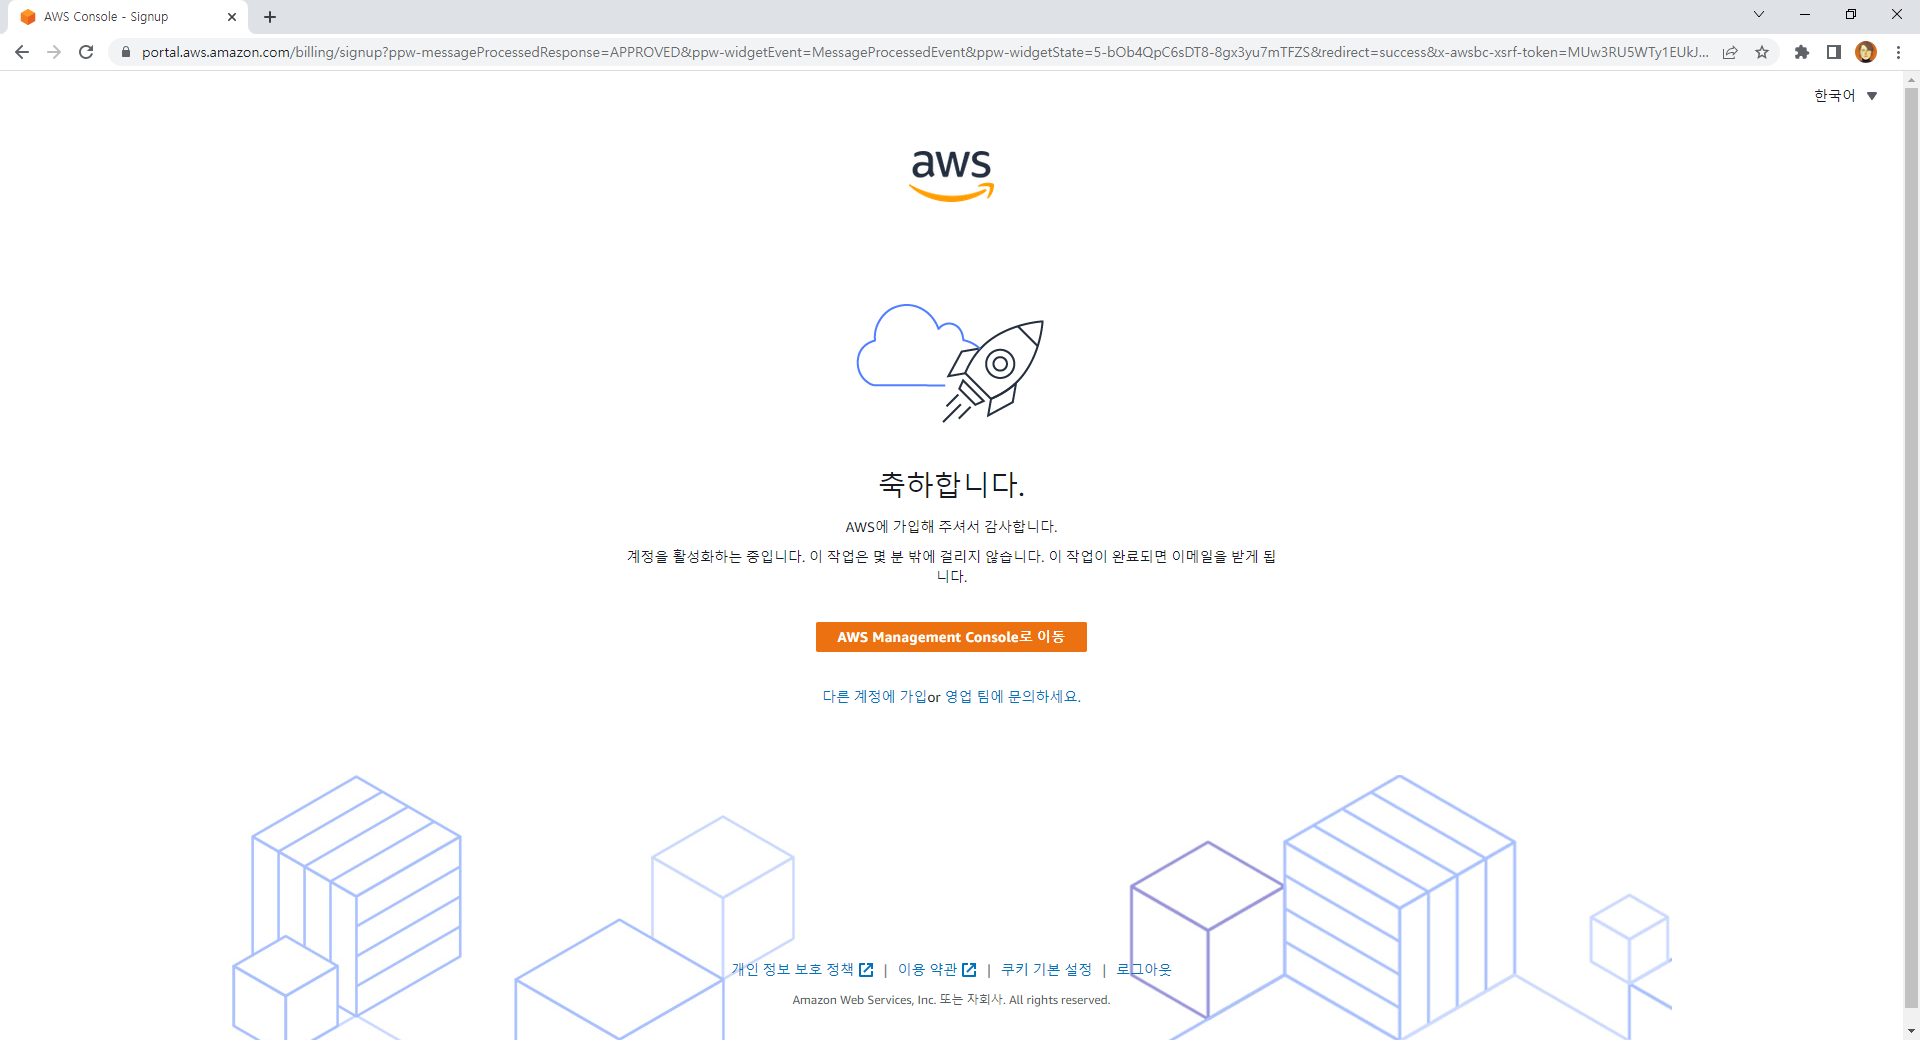 AWS Console - Signup
portal.aws.amazon.com/billing/signup?ppw-messageProcessedResponse=APPROVED&ppw-widgetEvent=MessageProcessedEvent&ppw-widgetState=5-bOb4QpC6sDT8-8gx3yu7mTFZS&redirect=success&x-awsbc-xsrf-token=MUw3RU5WTy1EUkJ...
한국어
aws
축하합니다.
AWS에 가입해 주셔서 감사합니다.
계정을 활성화하는 중입니다. 이 작업은 몇 분 밖에 걸리지 않습니다. 이 작업이 완료되면 이메일을 받게 됩
니다.
AWS Management Console로 이동
다른 계정에 가입or 영업 팀에 문의하세요.
개인 정보 보호 정책 | 이용 약관 | 쿠키 기본 설정 | 로그아웃
Amazon Web Services, Inc. 또는 자회사. All rights reserved.